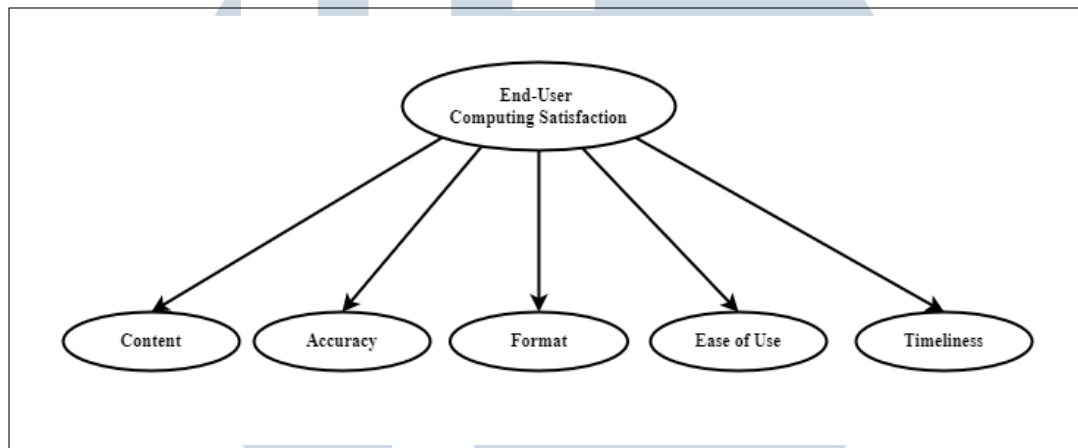 End-User
Computing Satisfaction
Content
Accuracy
Format
Ease of Use
Timeliness